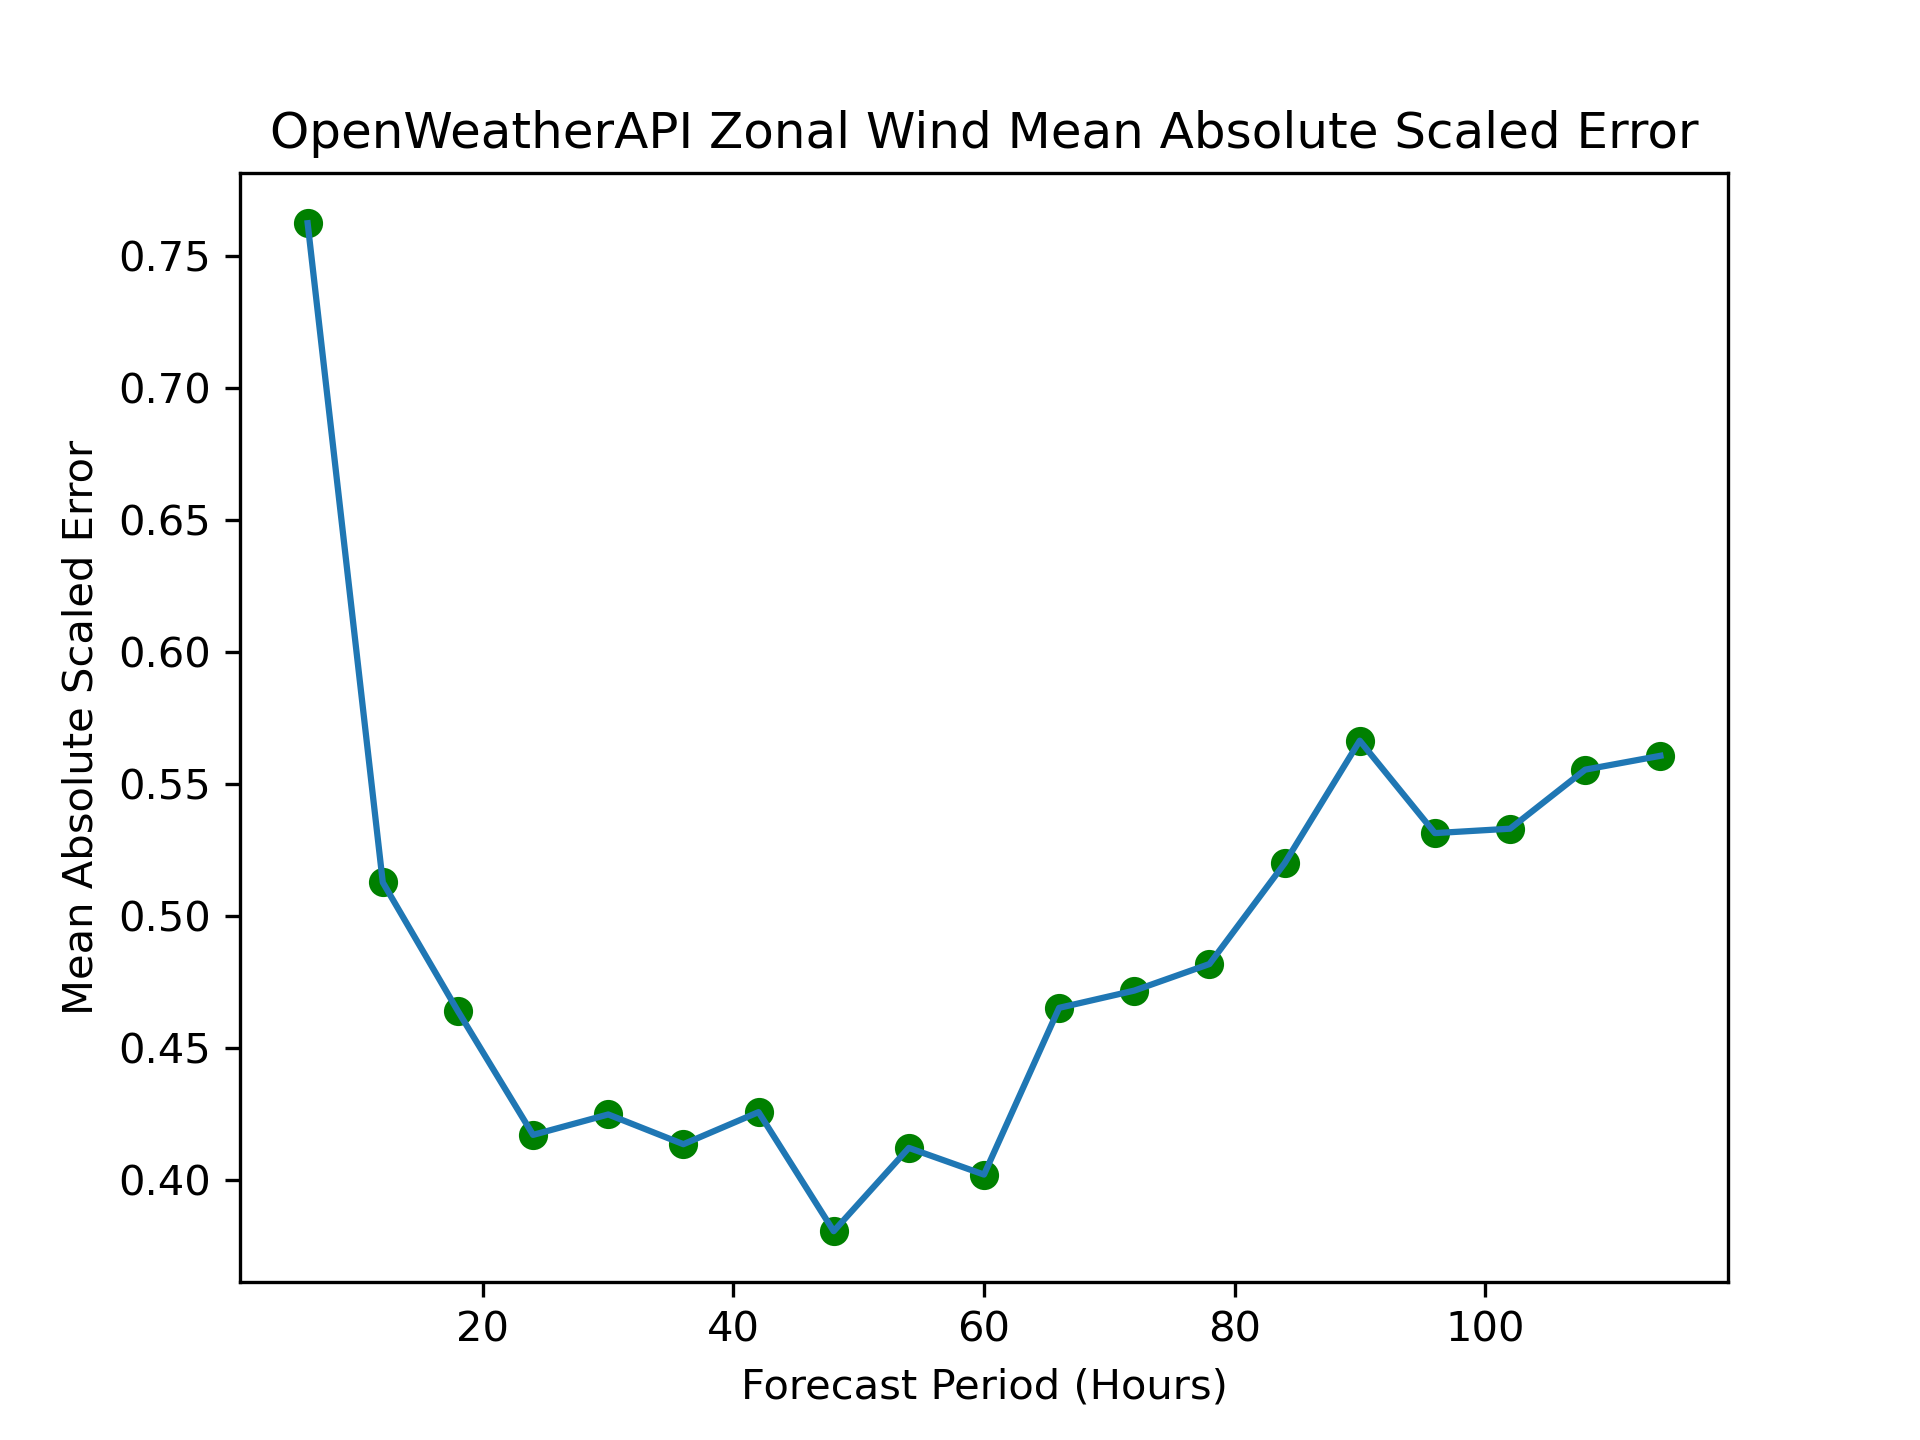 OpenWeatherAPI Zonal Wind Mean Absolute Scaled Error
Mean Absolute Scaled Error
0.75
0.70
0.65
0.60
0.55
0.50
0.45
0.40
20 40 60 80 100
Forecast Period (Hours)